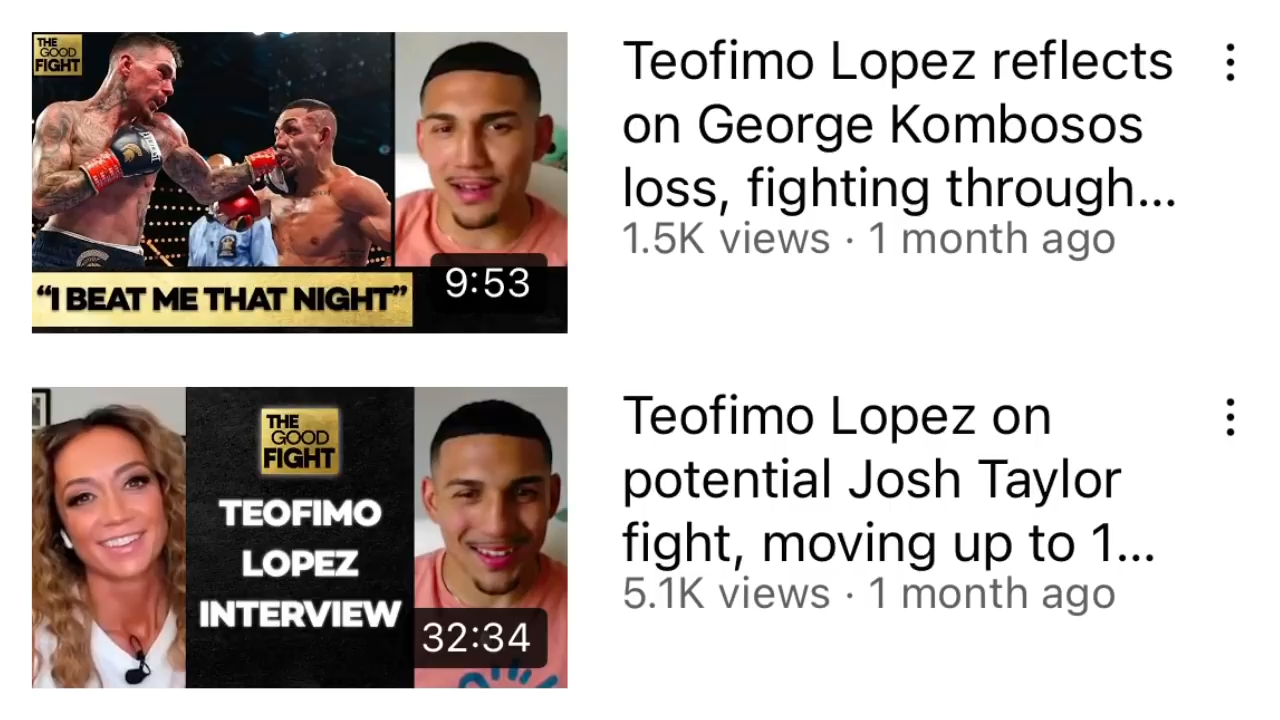 THE
GOOD
FIGHT
“I BEAT ME THAT NIGHT”
9:53
Teofimo Lopez reflects
on George Kombosos
loss, fighting through...
1.5K views · 1 month ago
THE
GOOD
FIGHT
TEOFIMO
LOPEZ
INTERVIEW
32:34
Teofimo Lopez on
potential Josh Taylor
fight, moving up to 1...
5.1K views · 1 month ago